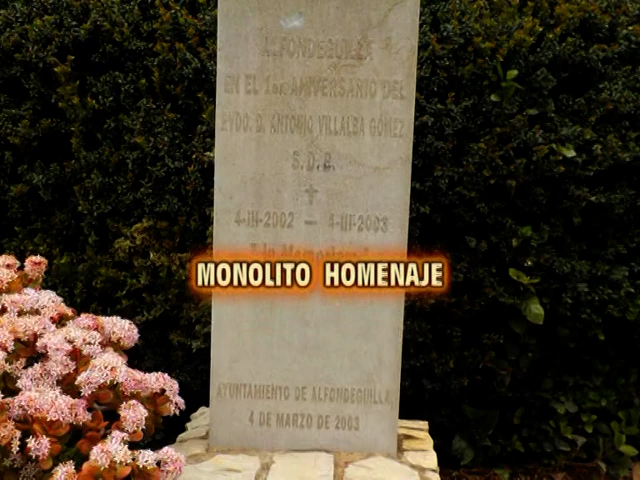 ALFONDEGUILLA
EN EL 1er ANIVERSARIO DEL
RVDO. D. ANTONIO VILLALBA GOMEZ
S.D.B.
4-III-2002 — 4-III-2003
MONOLITO HOMENAJE
AYUNTAMIENTO DE ALFONDEGUILLA
4 DE MARZO DE 2003